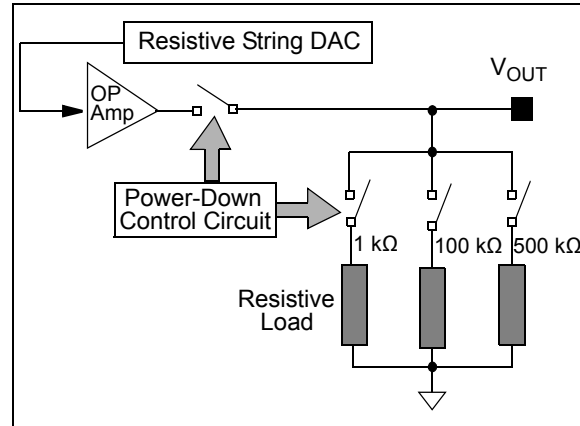 Resistive String DAC
OP
Amp
VOUT
Power-Down
Control Circuit
1 kΩ
100 kΩ
500 kΩ
Resistive
Load